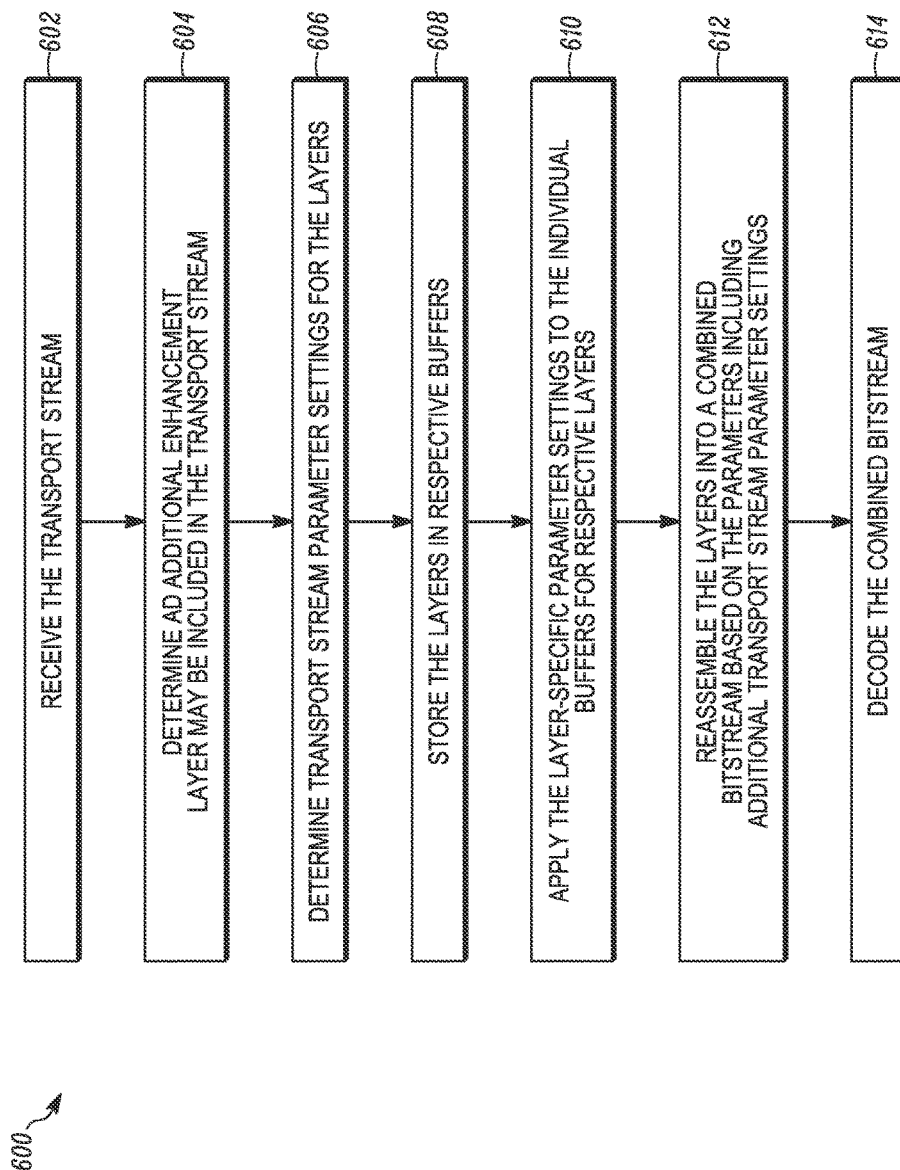 600
RECEIVE THE TRANSPORT STREAM
602
DETERMINE AD ADDITIONAL ENHANCEMENT
LAYER MAY BE INCLUDED IN THE TRANSPORT STREAM
604
DETERMINE TRANSPORT STREAM PARAMETER SETTINGS FOR THE LAYERS
606
STORE THE LAYERS IN RESPECTIVE BUFFERS
608
APPLY THE LAYER-SPECIFIC PARAMETER SETTINGS TO THE INDIVIDUAL
BUFFERS FOR RESPECTIVE LAYERS
610
REASSEMBLE THE LAYERS INTO A COMBINED
BITSTREAM BASED ON THE PARAMETERS INCLUDING
ADDITIONAL TRANSPORT STREAM PARAMETER SETTINGS
612
DECODE THE COMBINED BITSTREAM
614